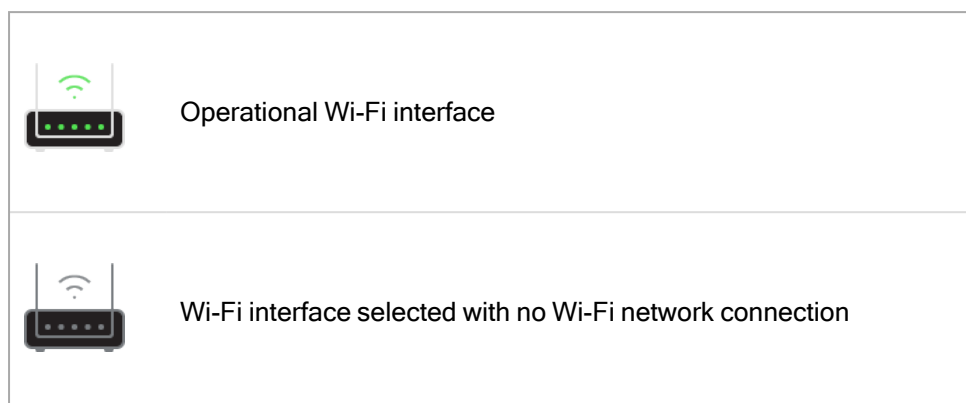 Operational Wi-Fi interface
Wi-Fi interface selected with no Wi-Fi network connection